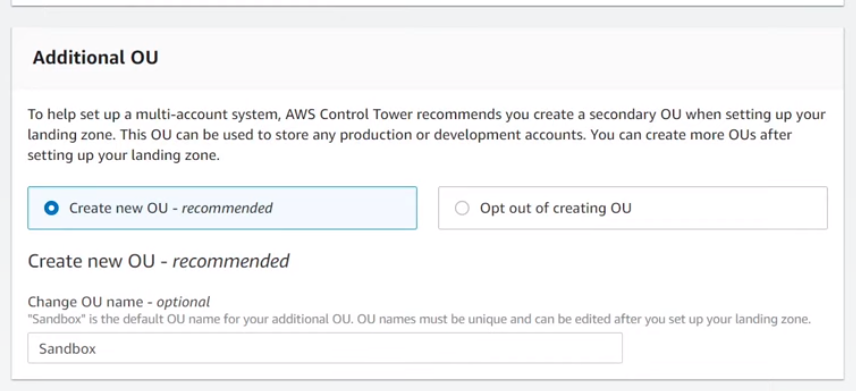 Additional OU
To help set up a multi-account system, AWS Control Tower recommends you create a secondary OU when setting up your
landing zone. This OU can be used to store any production or development accounts. You can create more OUs after
setting up your landing zone.
Create new OU - recommended
Opt out of creating OU
Create new OU - recommended
Change OU name - optional
"Sandbox" is the default OU name for your additional OU. OU names must be unique and can be edited after you set up your landing zone.
Sandbox